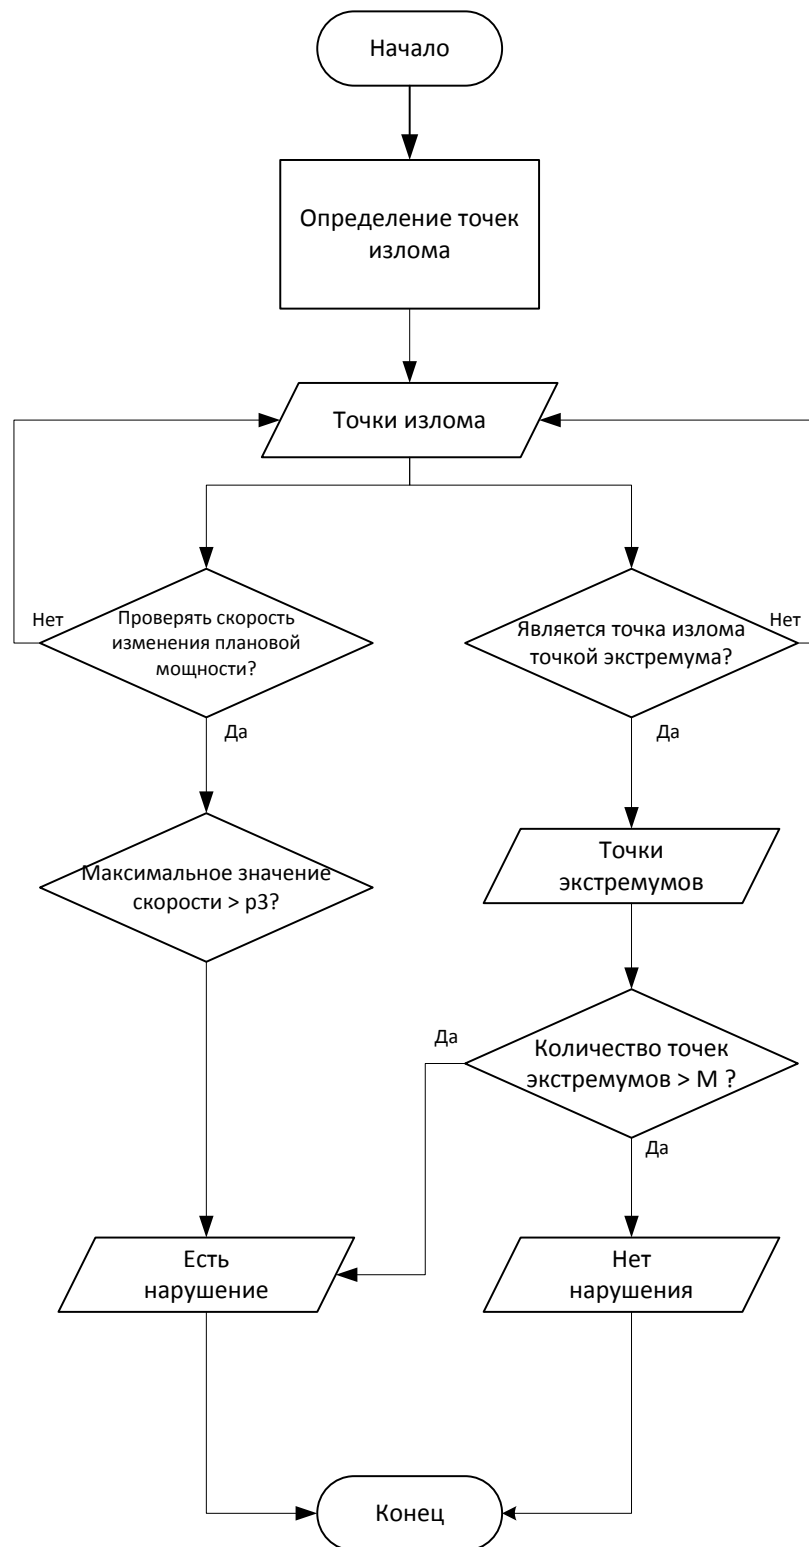 Начало
Определение точек
излома
Точки излома
Нет
Проверять скорость
изменения плановой
мощности?
Является точка излома
точкой экстремума?
Нет
Да
Да
Максимальное значение
скорости > p3?
Точки
экстремумов
Да
Количество точек
экстремумов > M ?
Да
Есть
нарушение
Нет
нарушения
Конец